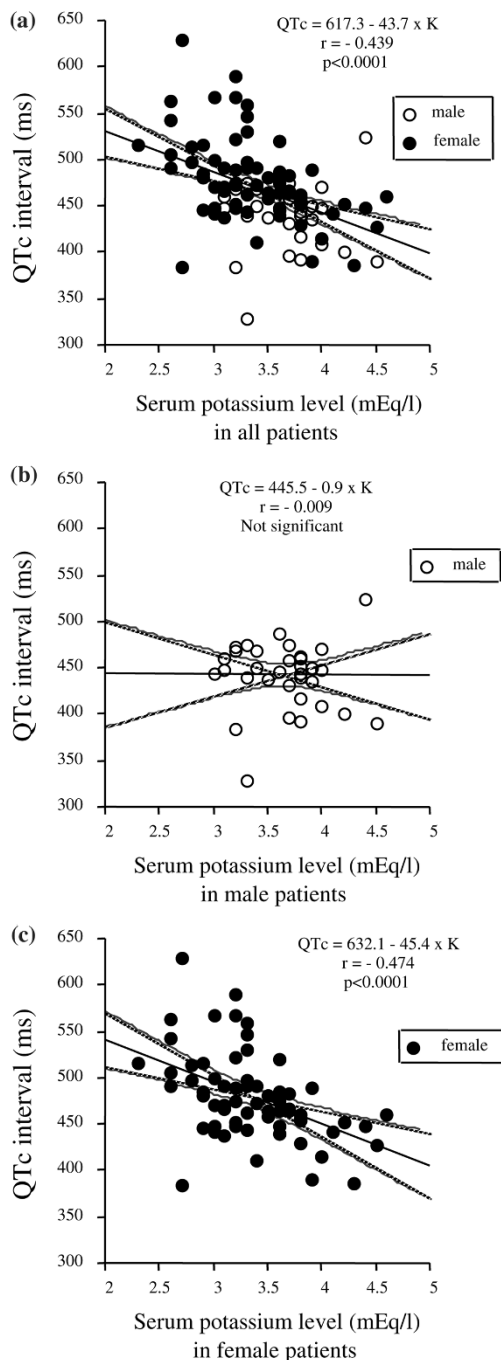 (a)
QTc = 617.3 - 43.7 x K
r = - 0.439
p<0.0001
650
600
550
500
450
400
350
300
QTc interval (ms)
male
female
2 2.5 3 3.5 4 4.5 5
Serum potassium level (mEq/l)
in all patients
(b)
QTc = 445.5 - 0.9 x K
r = - 0.009
Not significant
650
600
550
500
450
400
350
300
QTc interval (ms)
male
2 2.5 3 3.5 4 4.5 5
Serum potassium level (mEq/l)
in male patients
(c)
QTc = 632.1 - 45.4 x K
r = - 0.474
p<0.0001
650
600
550
500
450
400
350
300
QTc interval (ms)
female
2 2.5 3 3.5 4 4.5 5
Serum potassium level (mEq/l)
in female patients